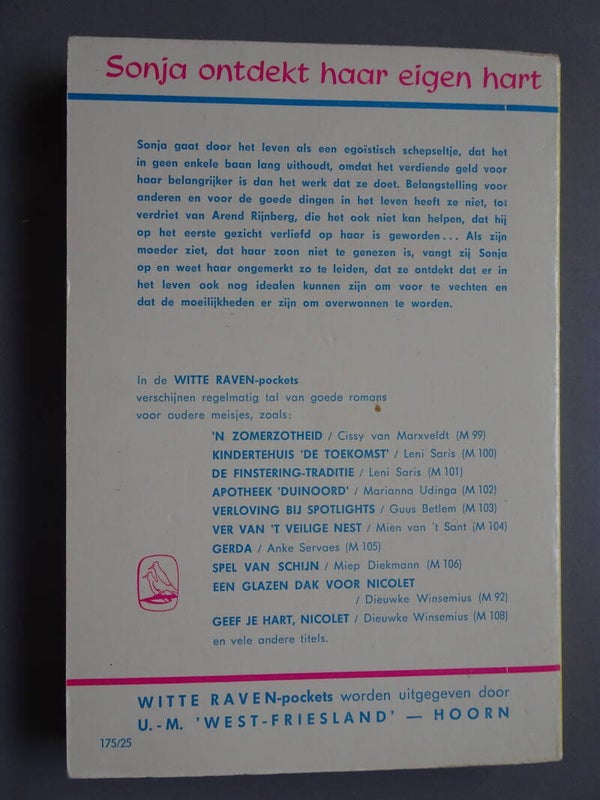 Sonja ontdekt haar eigen hart
Sonja gaat door het leven als een egoïstisch schepseltje, dat het
in geen enkele baan lang uithoudt, omdat het verdiende geld voor
haar belangrijker is dan het werk dat ze doet. Belangstelling voor
anderen en voor de goede dingen in het leven heeft ze niet, tot
verdriet van Arend Rijnberg, die het ook niet kan helpen, dat hij
op het eerste gezicht verliefd op haar is geworden... Als zijn
moeder ziet, dat haar zoon niet te genezen is, vangt zij Sonja
op en weet haar ongemerkt zo te leiden, dat ze ontdekt dat er in
het leven ook nog idealen kunnen zijn om voor te vechten en
dat de moeilijkheden er zijn om overwonnen te worden.
In de WITTE RAVEN-pockets
verschijnen regelmatig tal van goede romans
voor oudere meisjes, zoals:
'N ZOMERZOTHEID / Cissy van Marxveldt (M 99)
KINDERTEHUIS 'DE TOEKOMST' / Leni Saris (M 100)
DE FINSTERING-TRADITIE / Leni Saris (M 101)
APOTHEEK 'DUINOORD' / Marianna Udinga (M 102)
VERLOVING BIJ SPOTLIGHTS / Guus Betlem (M 103)
VER VAN 'T VEILIGE NEST / Mien van 't Sant (M 104)
GERDA / Anke Servaes (M 105)
SPEL VAN SCHIJN / Miep Diekmann (M 106)
EEN GLAZEN DAK VOOR NICOLET
/ Dieuwke Winsemius (M 92)
GEEF JE HART, NICOLET / Dieuwke Winsemius (M 108)
en vele andere titels.
WITTE RAVEN-pockets worden uitgegeven door
U.-M. 'WEST-FRIESLAND' — HOORN
175/25